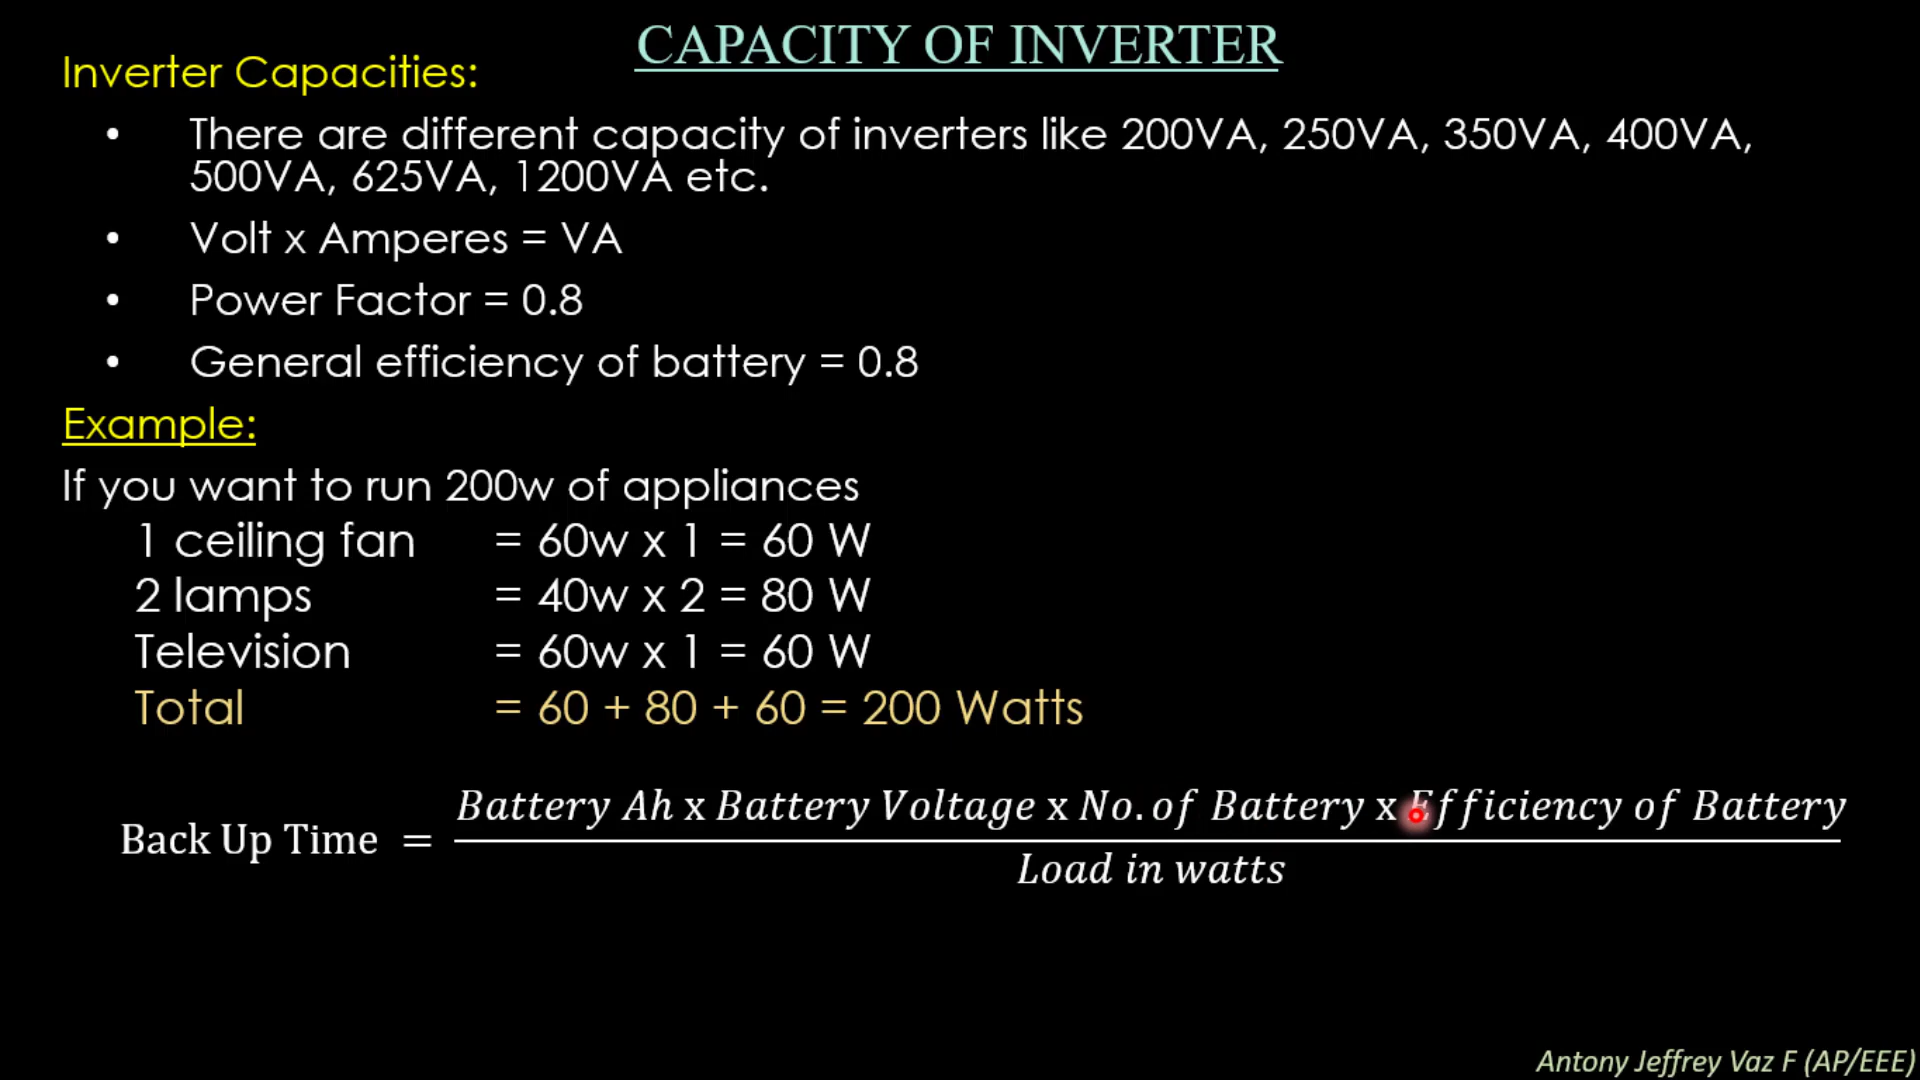 CAPACITY OF INVERTER
Inverter Capacities:
• There are different capacity of inverters like 200VA, 250VA, 350VA, 400VA,
500VA, 625VA, 1200VA etc.
• Volt x Amperes = VA
• Power Factor = 0.8
• General efficiency of battery = 0.8
Example:
If you want to run 200w of appliances
1 ceiling fan = 60w x 1 = 60 W
2 lamps = 40w x 2 = 80 W
Television = 60w x 1 = 60 W
Total = 60 + 80 + 60 = 200 Watts
Battery Ah x Battery Voltage x No. of Battery x Efficiency of Battery
Back Up Time =
Load in watts
Antony Jeffrey Vaz F (AP/EEE)